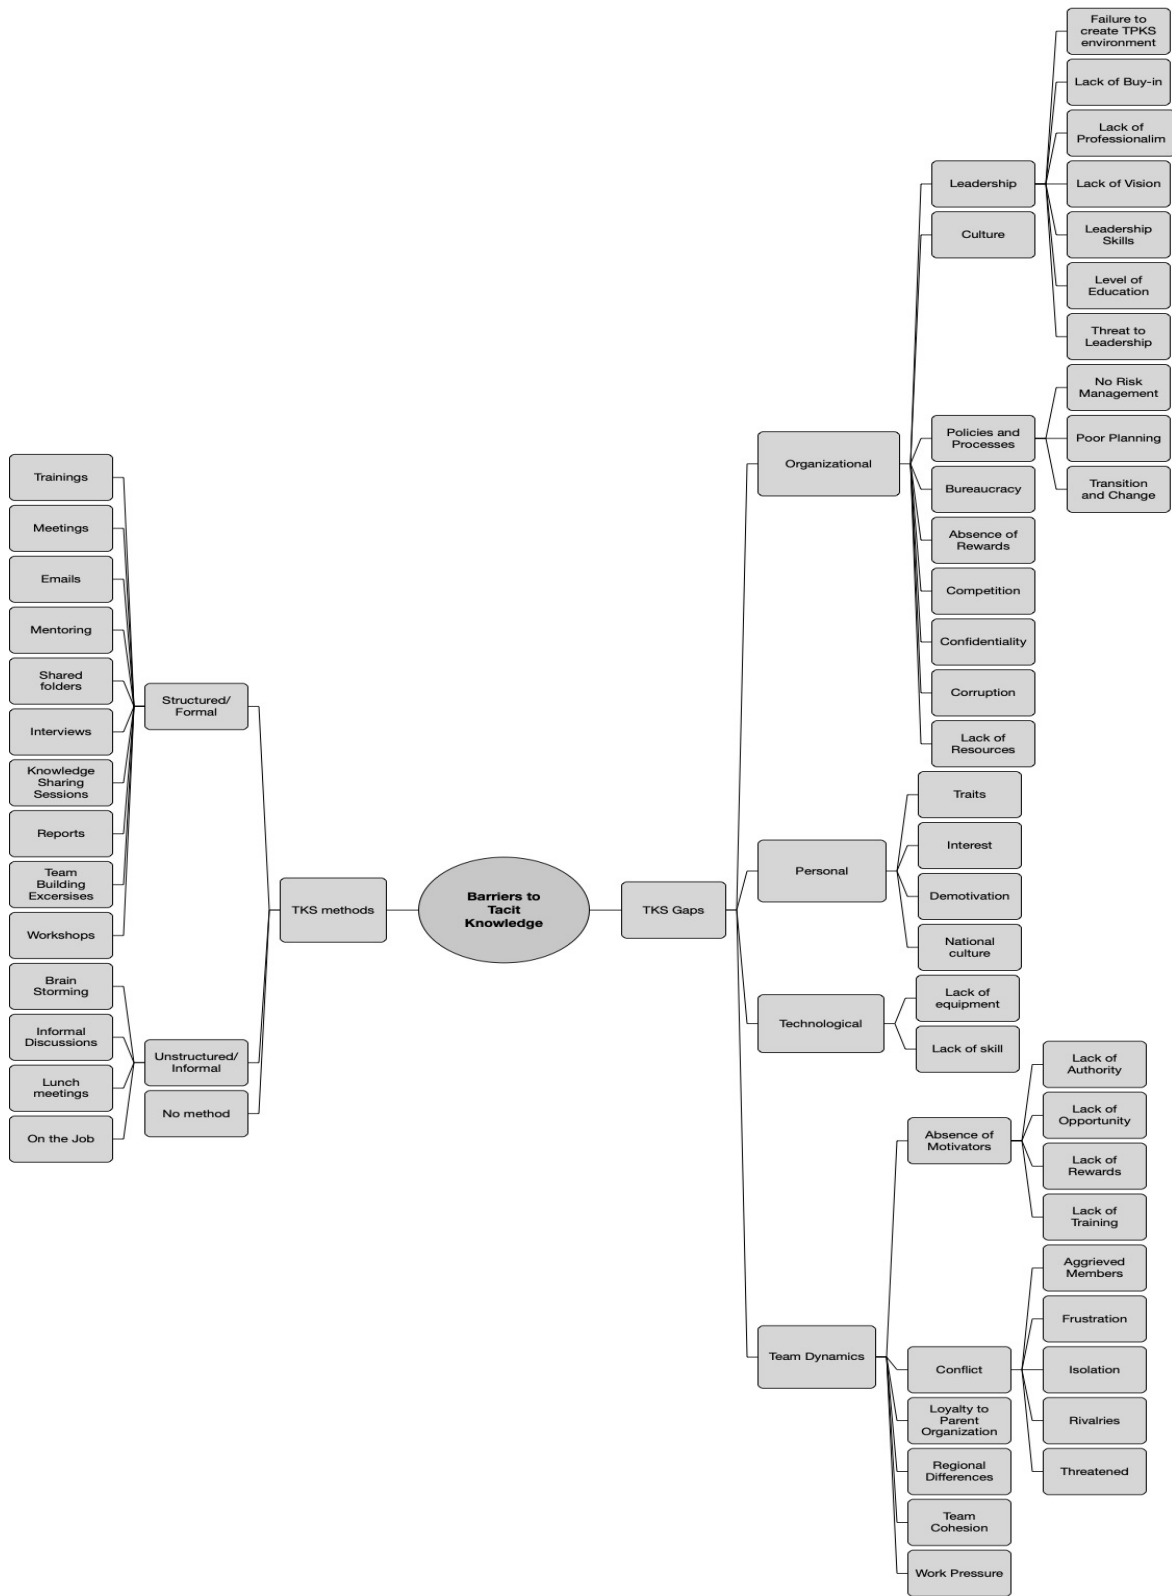 Barriers to
Tacit
Knowledge
TKS methods
Structured/
Formal
Trainings
Meetings
Emails
Mentoring
Shared
folders
Interviews
Knowledge
Sharing
Sessions
Reports
Team
Building
Excersises
Workshops
Unstructured/
Informal
Brain
Storming
Informal
Discussions
Lunch
meetings
On the Job
No method
TKS Gaps
Organizational
Leadership
Failure to
create TPKS
environment
Lack of Buy-in
Lack of
Professionalim
Lack of Vision
Leadership
Skills
Level of
Education
Threat to
Leadership
Culture
Policies and
Processes
No Risk
Management
Poor Planning
Transition
and Change
Bureaucracy
Absence of
Rewards
Competition
Confidentiality
Corruption
Lack of
Resources
Personal
Traits
Interest
Demotivation
National
culture
Technological
Lack of
equipment
Lack of skill
Team Dynamics
Absence of
Motivators
Lack of
Authority
Lack of
Opportunity
Lack of
Rewards
Lack of
Training
Conflict
Aggrieved
Members
Frustration
Isolation
Rivalries
Threatened
Loyalty to
Parent
Organization
Regional
Differences
Team
Cohesion
Work Pressure